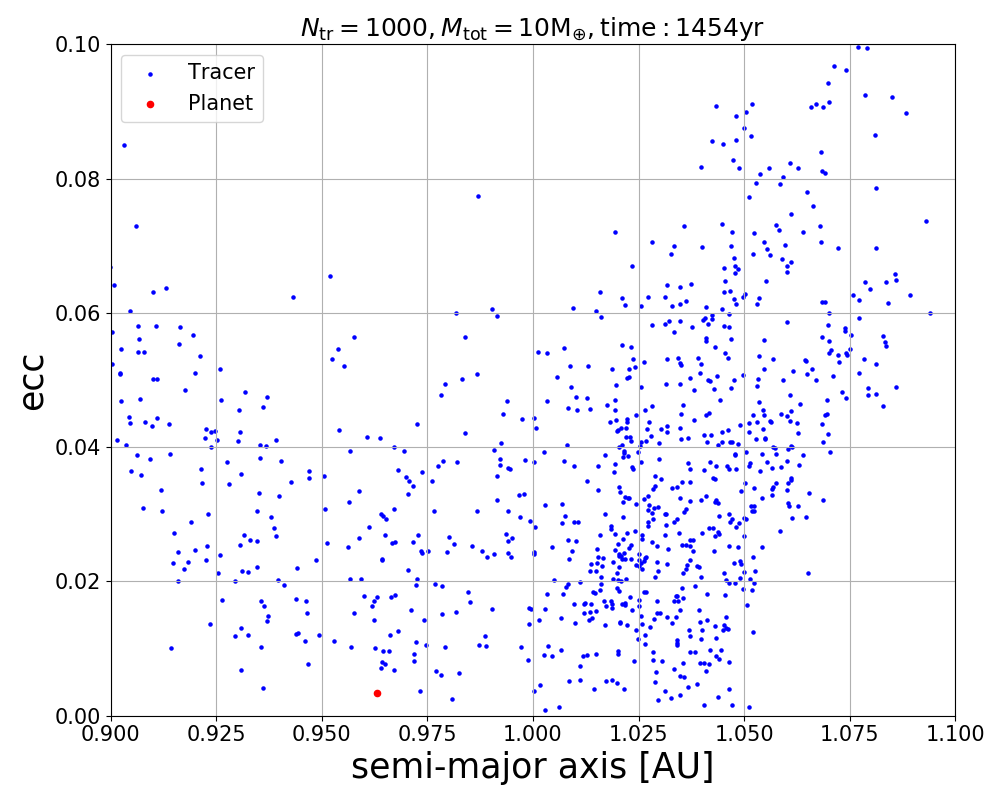 N_tr = 1000, M_tot = 10M_⊕, time : 1454yr
Tracer
Planet
0.10
0.08
0.06
0.04
0.02
0.00
ecc
0.900 0.925 0.950 0.975 1.000 1.025 1.050 1.075 1.100
semi-major axis [AU]